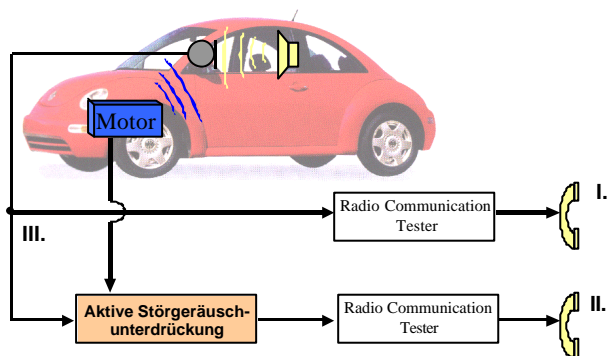 Motor
I.
Radio Communication
Tester
III.
II.
Aktive Störgeräusch-
unterdrückung
Radio Communication
Tester